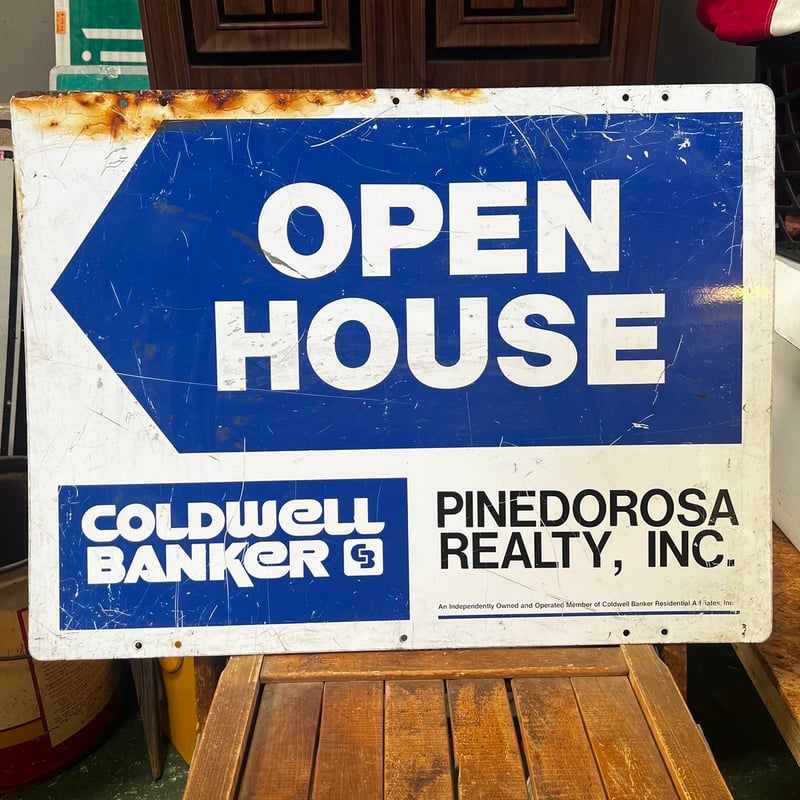 OPEN
HOUSE
COLDWELL
BANKER CB
PINEDOROSA
REALTY, INC.
An Independently Owned and Operated Member of Coldwell Banker Residential Affiliates, Inc.